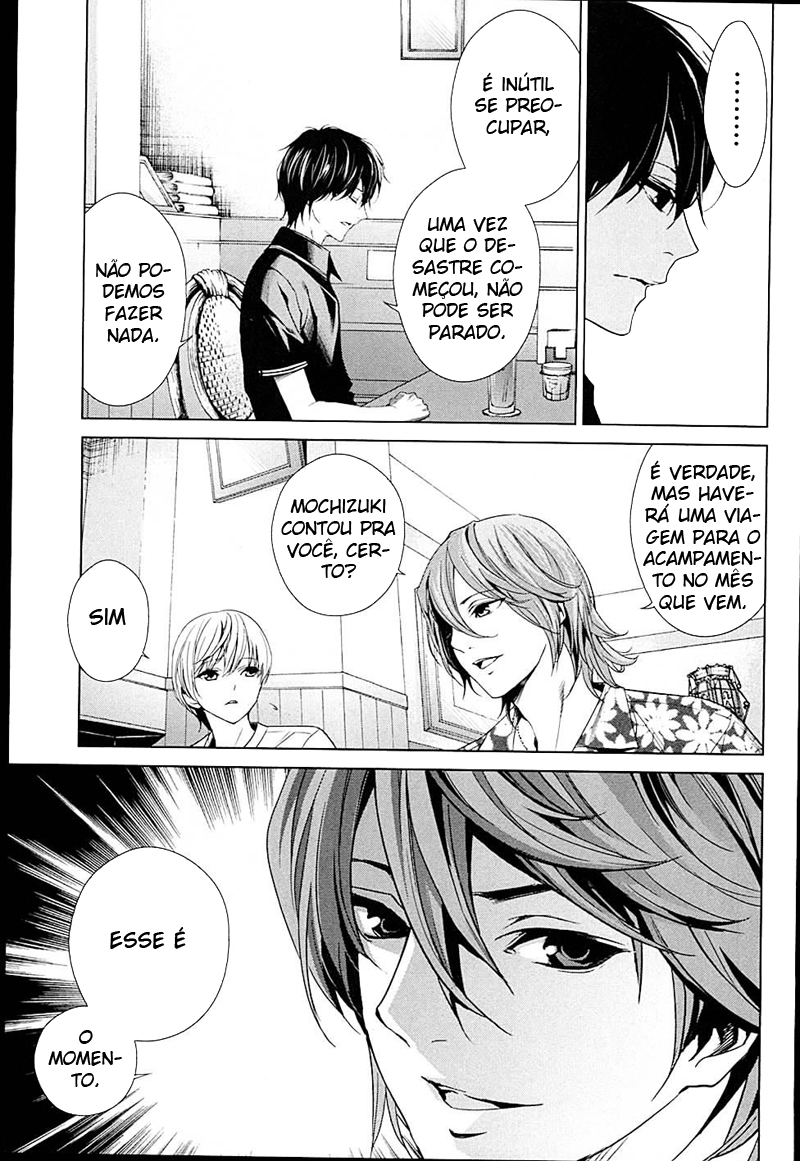 .........
É INÚTIL
SE PREO-
CUPAR,
UMA VEZ
QUE O DE-
SASTRE CO-
MEÇOU, NÃO
PODE SER
PARADO.
NÃO PO-
DEMOS
FAZER
NADA.
É VERDADE,
MAS HAVE-
RÁ UMA VIA-
GEM PARA O
ACAMPAMEN-
TO NO MÊS
QUE VEM.
MOCHIZUKI
CONTOU PRA
VOCÊ, CER-
TO?
SIM
ESSE É
O
MOMEN-
TO.